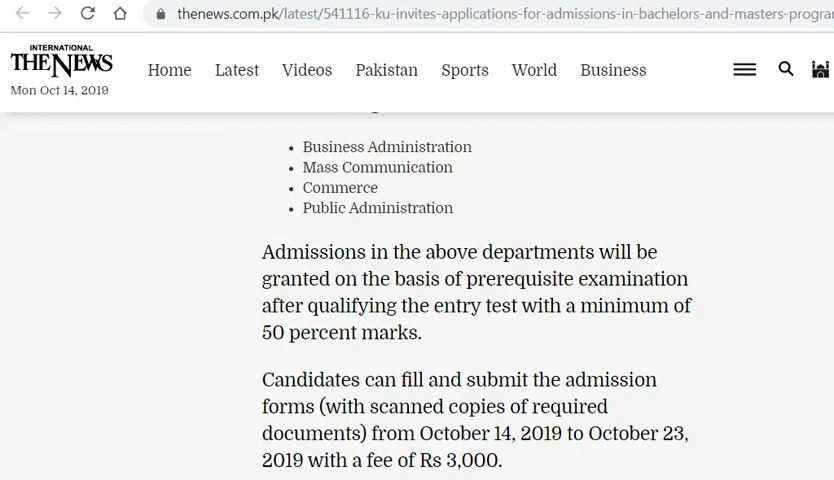 thenews.com.pk/latest/541116-ku-invites-applications-for-admissions-in-bachelors-and-masters-program
INTERNATIONAL
THE NEWS
Mon Oct 14, 2019
Home Latest Videos Pakistan Sports World Business
• Business Administration
• Mass Communication
• Commerce
• Public Administration
Admissions in the above departments will be
granted on the basis of prerequisite examination
after qualifying the entry test with a minimum of
50 percent marks.
Candidates can fill and submit the admission
forms (with scanned copies of required
documents) from October 14, 2019 to October 23,
2019 with a fee of Rs 3,000.